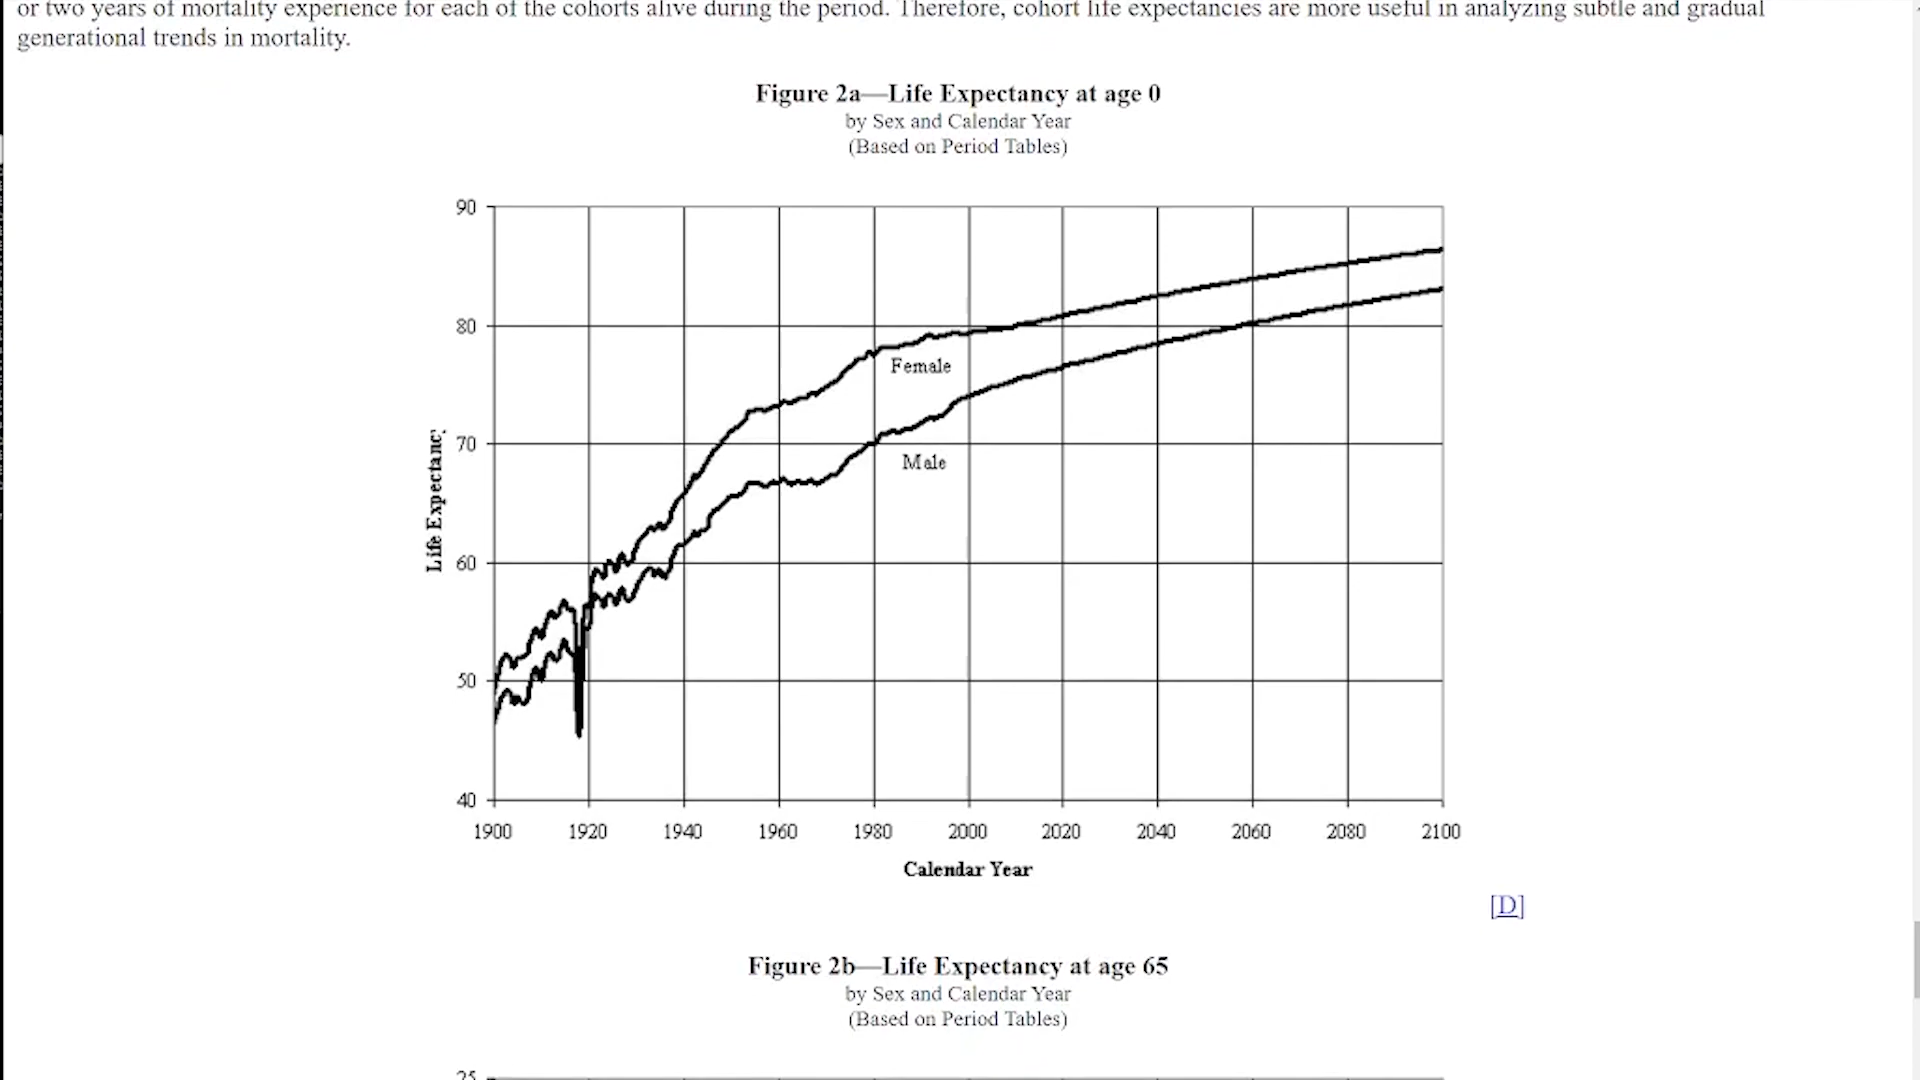 or two years of mortality experience for each of the cohorts alive during the period. Therefore, cohort life expectancies are more useful in analyzing subtle and gradual
generational trends in mortality.
Figure 2a—Life Expectancy at age 0
by Sex and Calendar Year
(Based on Period Tables)
90
80
Female
Life Expectanc
70
Male
60
50
40
1900 1920 1940 1960 1980 2000 2020 2040 2060 2080 2100
Calendar Year
[D]
Figure 2b—Life Expectancy at age 65
by Sex and Calendar Year
(Based on Period Tables)
25